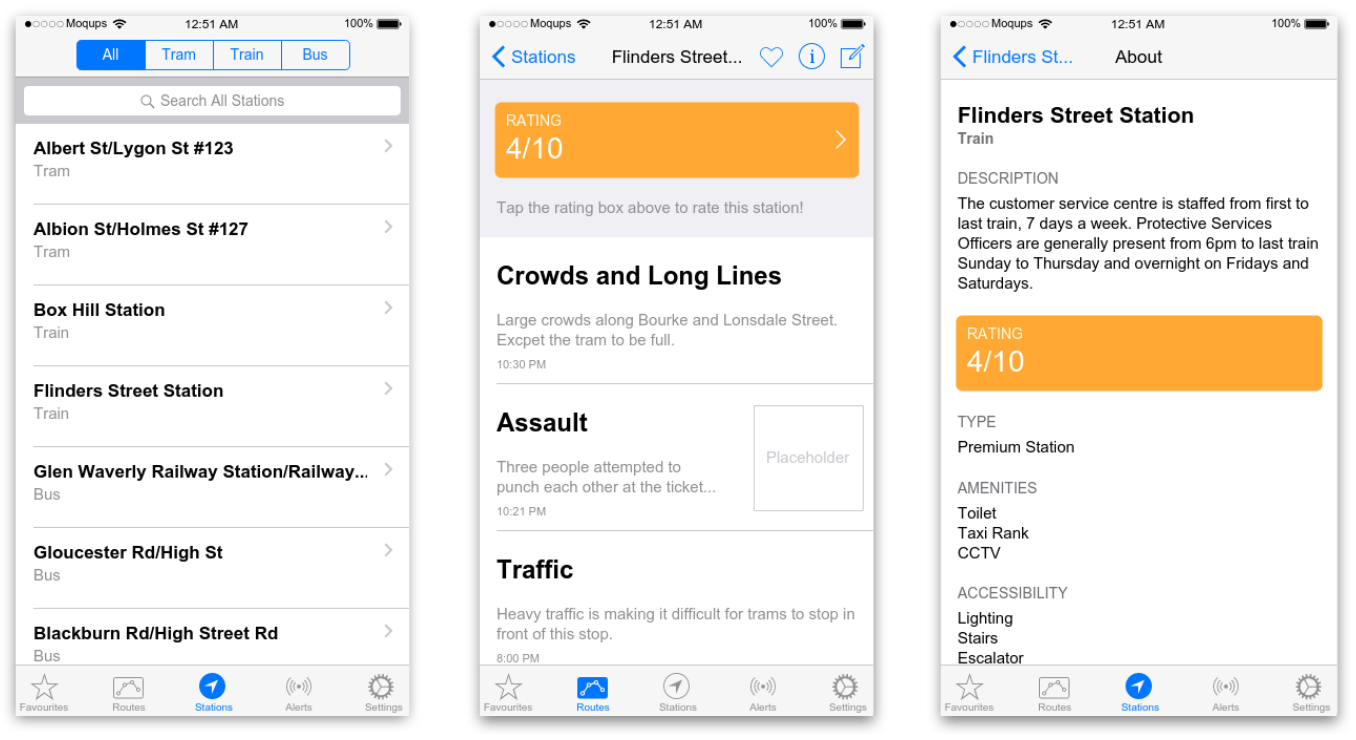 Moqups 12:51 AM 100%
All Tram Train Bus
Search All Stations
Albert St/Lygon St #123
Tram
Albion St/Holmes St #127
Tram
Box Hill Station
Train
Flinders Street Station
Train
Glen Waverly Railway Station/Railway...
Bus
Gloucester Rd/High St
Bus
Blackburn Rd/High Street Rd
Bus
Favourites Routes Stations Alerts Settings
Moqups 12:51 AM 100%
Stations Flinders Street...
RATING
4/10
Tap the rating box above to rate this station!
Crowds and Long Lines
Large crowds along Bourke and Lonsdale Street.
Excpet the tram to be full.
10:30 PM
Assault
Three people attempted to
punch each other at the ticket...
10:21 PM
Placeholder
Traffic
Heavy traffic is making it difficult for trams to stop in
front of this stop.
8:00 PM
Favourites Routes Stations Alerts Settings
Moqups 12:51 AM 100%
Flinders St... About
Flinders Street Station
Train
DESCRIPTION
The customer service centre is staffed from first to
last train, 7 days a week. Protective Services
Officers are generally present from 6pm to last train
Sunday to Thursday and overnight on Fridays and
Saturdays.
RATING
4/10
TYPE
Premium Station
AMENITIES
Toilet
Taxi Rank
CCTV
ACCESSIBILITY
Lighting
Stairs
Escalator
Favourites Routes Stations Alerts Settings